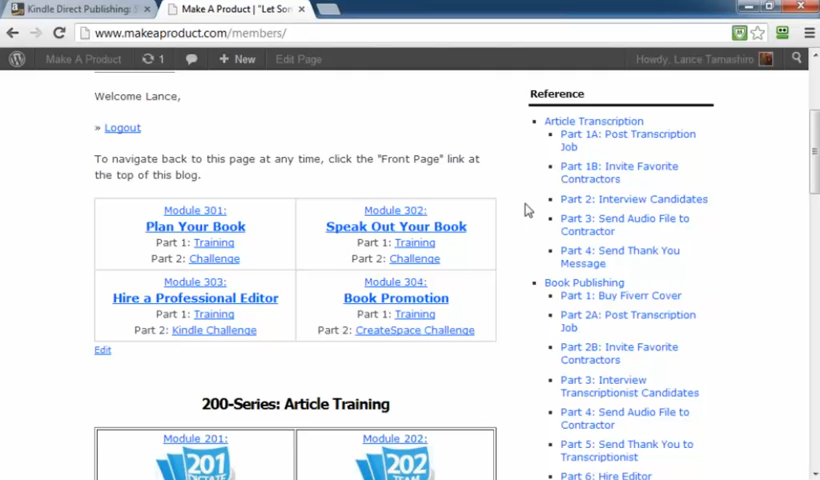 Kindle Direct Publishing: S
Make A Product | "Let Son
www.makeaproduct.com/members/
Make A Product
1
+ New
Edit Page
Howdy, Lance Tamashiro
Welcome Lance,
» Logout
To navigate back to this page at any time, click the "Front Page" link at
the top of this blog.
Module 301:
Plan Your Book
Part 1: Training
Part 2: Challenge
Module 302:
Speak Out Your Book
Part 1: Training
Part 2: Challenge
Module 303:
Hire a Professional Editor
Part 1: Training
Part 2: Kindle Challenge
Module 304:
Book Promotion
Part 1: Training
Part 2: CreateSpace Challenge
Edit
200-Series: Article Training
Module 201:
201
DICTATE
Module 202:
202
TEAM
Reference
Article Transcription
Part 1A: Post Transcription
Job
Part 1B: Invite Favorite
Contractors
Part 2: Interview Candidates
Part 3: Send Audio File to
Contractor
Part 4: Send Thank You
Message
Book Publishing
Part 1: Buy Fiverr Cover
Part 2A: Post Transcription
Job
Part 2B: Invite Favorite
Contractors
Part 3: Interview
Transcriptionist Candidates
Part 4: Send Audio File to
Contractor
Part 5: Send Thank You to
Transcriptionist
Part 6: Hire Editor